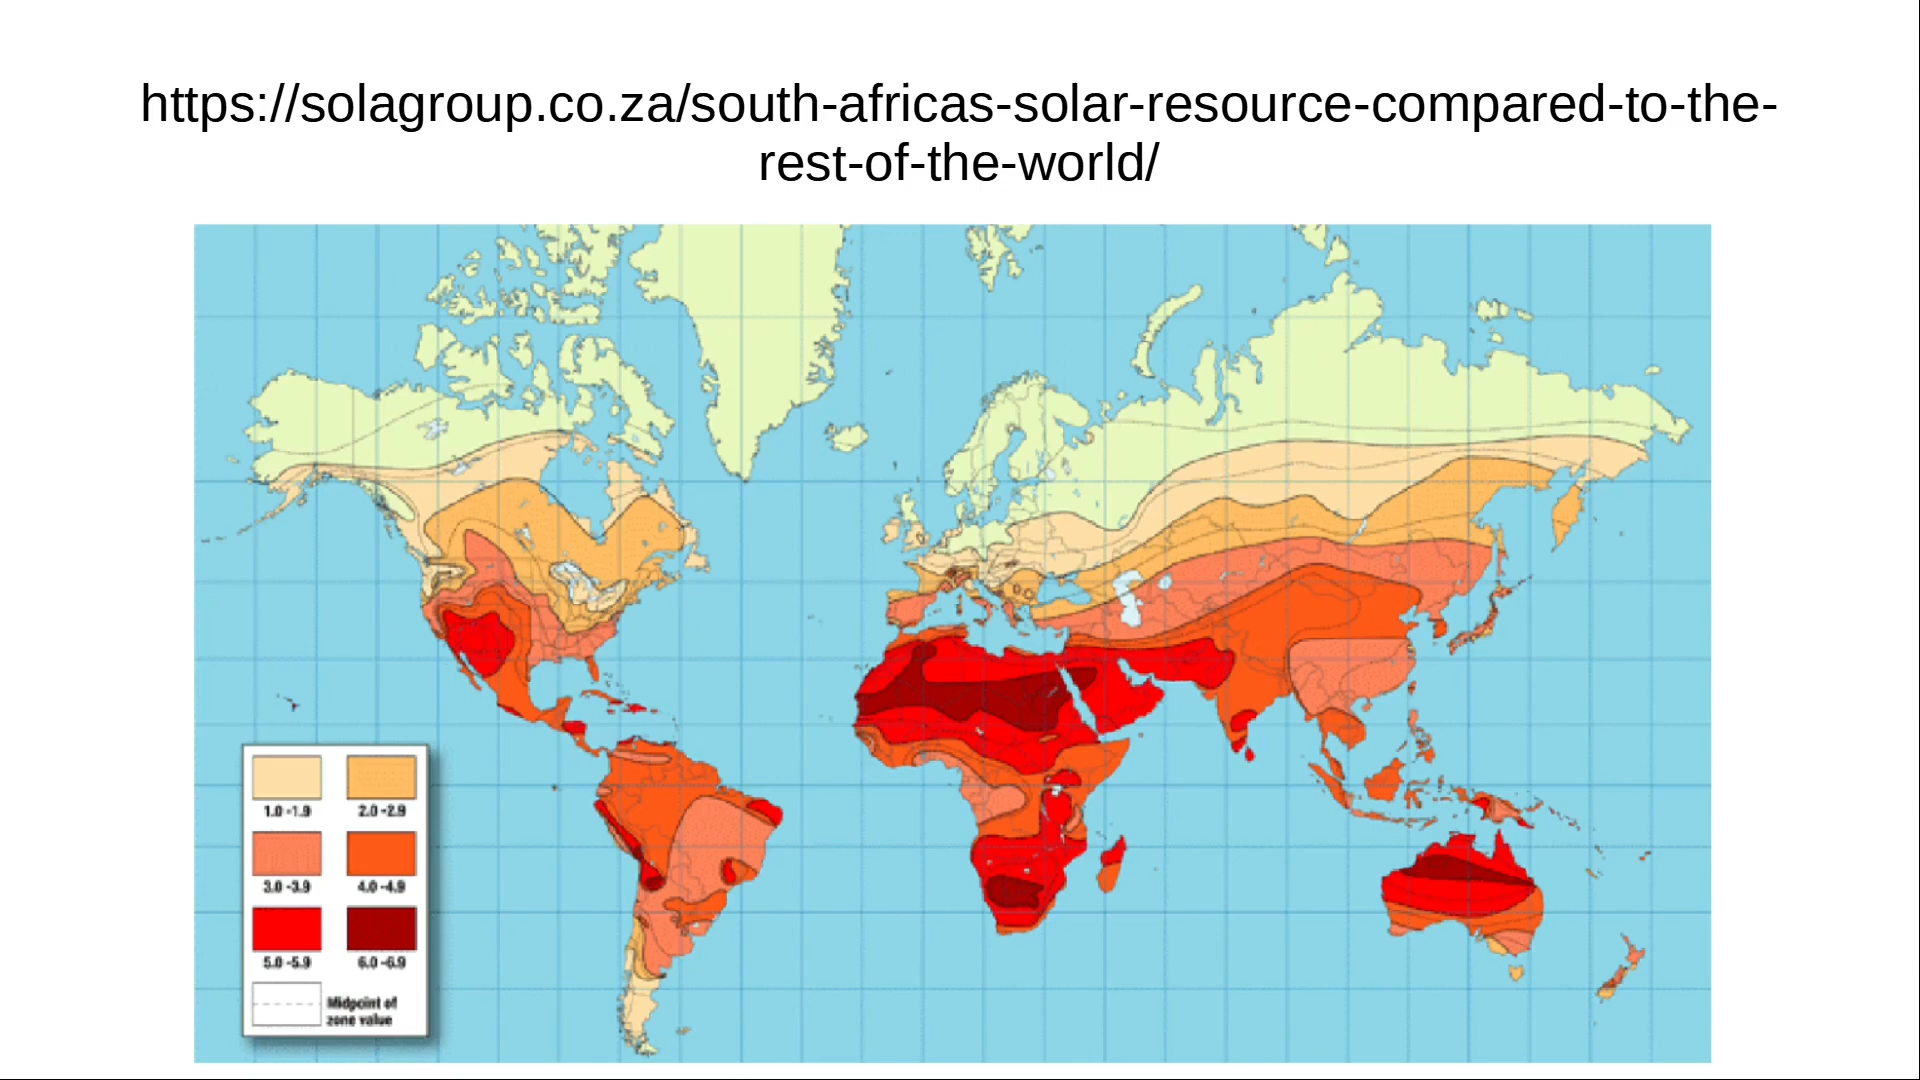 https://solagroup.co.za/south-africas-solar-resource-compared-to-the-
rest-of-the-world/
1.0 -1.9
2.0 -2.9
3.0 -3.9
4.0 -4.9
5.0 -5.9
6.0 -6.9
Midpoint of
zone value